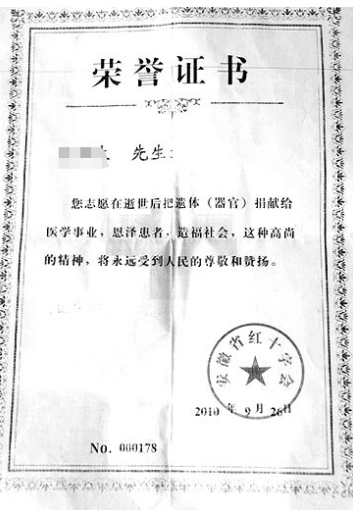 荣誉证书
先生:
您志愿在逝世后把遗体（器官）捐献给
医学事业，恩泽患者，造福社会，这种高尚
的精神，将永远受到人民的尊敬和赞扬。
安徽省红十字会
2010 年 9 月 26日
No. 000178